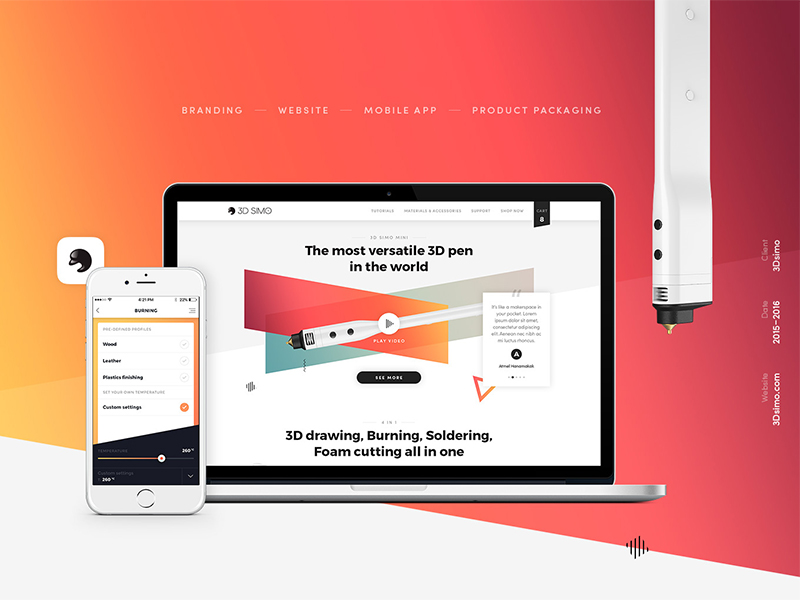 BRANDING — WEBSITE — MOBILE APP — PRODUCT PACKAGING
3D SIMO
TUTORIALS MATERIALS & ACCESSORIES SUPPORT SHOP NOW CART
8
3D SIMO MINI
The most versatile 3D pen
in the world
PLAY VIDEO
“
It's like a makerspace in
your pocket. Lorem
ipsum dolor sit amet,
consectetur adipiscing
elit. Aenean nec arcu ac
mi luctus rhoncus.
A
SEE MORE
4 IN 1
3D drawing, Burning, Soldering,
Foam cutting all in one
4:21 PM 22%
BURNING
PRE-DEFINED PROFILES
Wood
Leather
Plastics finishing
SET YOUR OWN TEMPERATURE
Custom settings
TEMPERATURE 260 °C
Custom settings
260 °C
Client
3Dsimo
Date
2015–2016
Website
3Dsimo.com